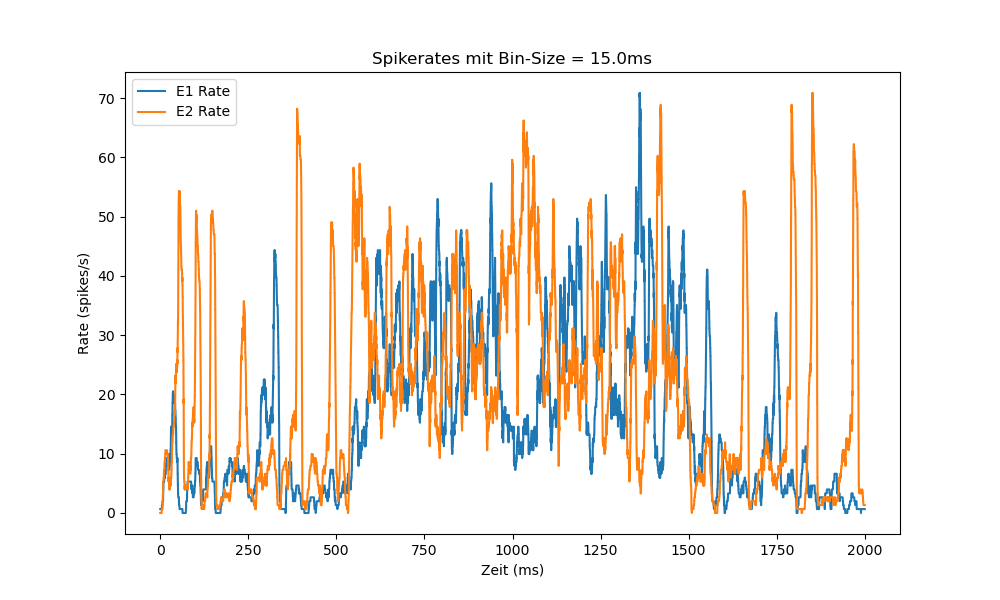 Spikerates mit Bin-Size = 15.0ms
E1 Rate
E2 Rate
70
60
50
40
30
20
10
0
Rate (spikes/s)
0 250 500 750 1000 1250 1500 1750 2000
Zeit (ms)